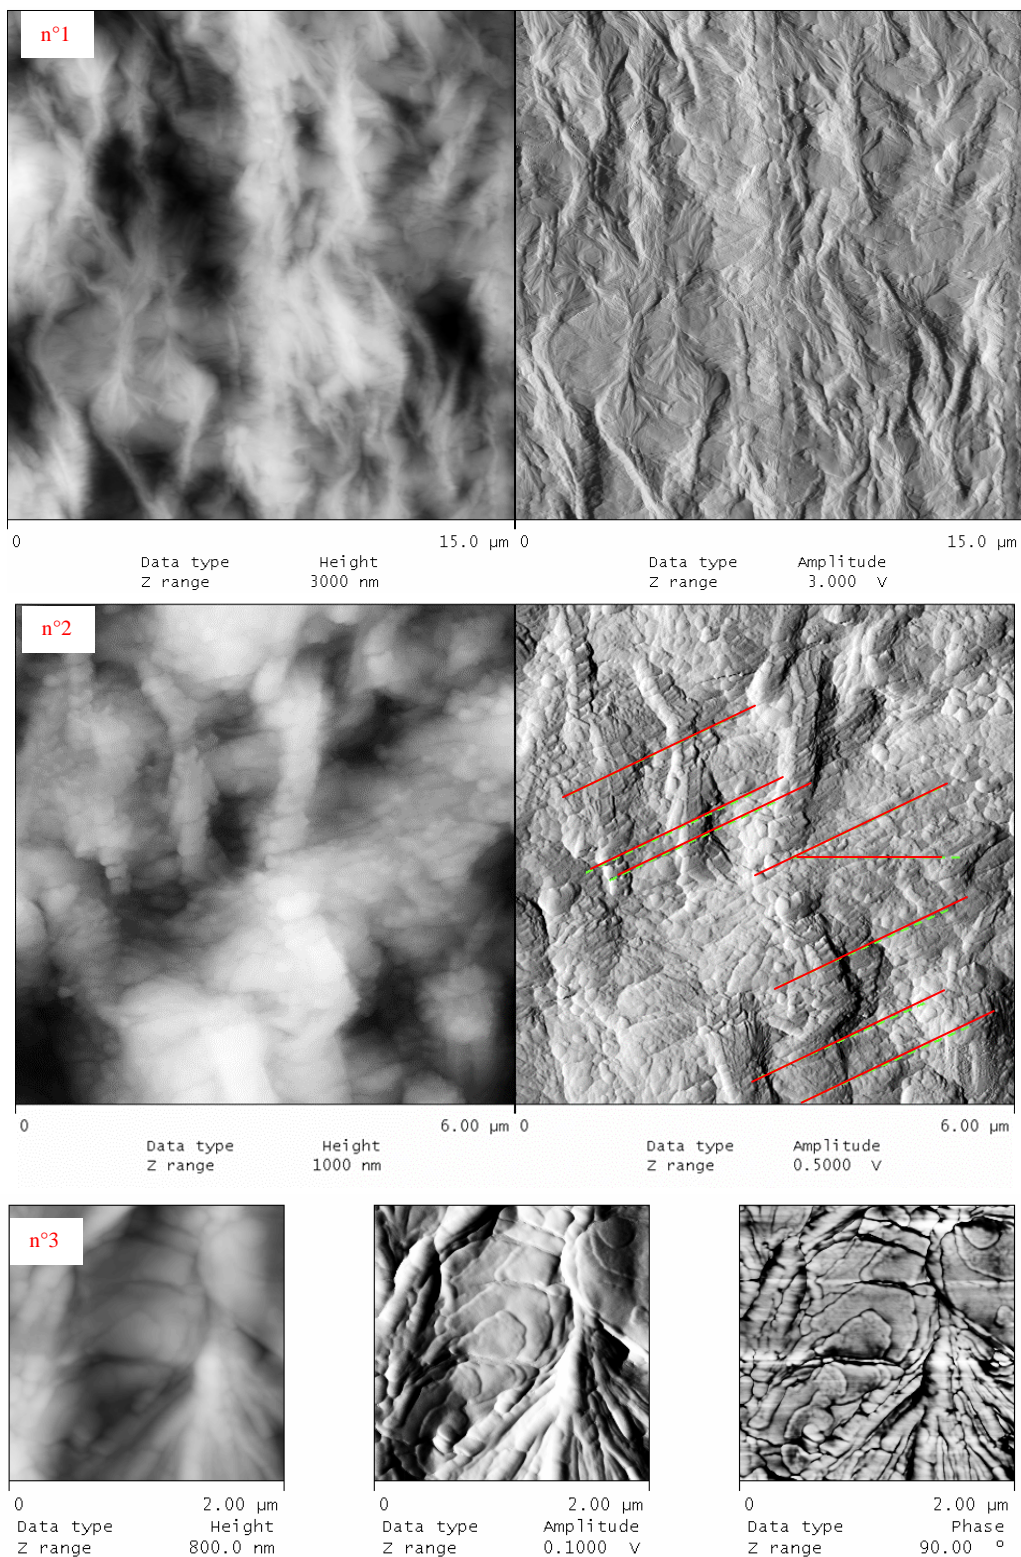 n°1
0 15.0 µm 0 15.0 µm
Data type Height Data type Amplitude
Z range 3000 nm Z range 3.000 V
n°2
0 6.00 µm 0 6.00 µm
Data type Height Data type Amplitude
Z range 1000 nm Z range 0.5000 V
n°3
0 2.00 µm 0 2.00 µm 0 2.00 µm
Data type Height Data type Amplitude Data type Phase
Z range 800.0 nm Z range 0.1000 V Z range 90.00 °